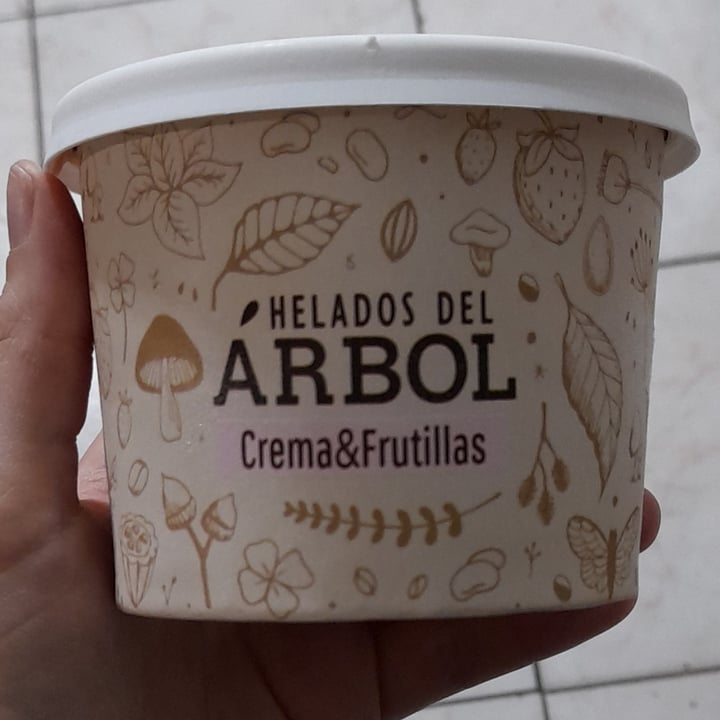 HELADOS DEL
ÁRBOL
Crema&Frutillas